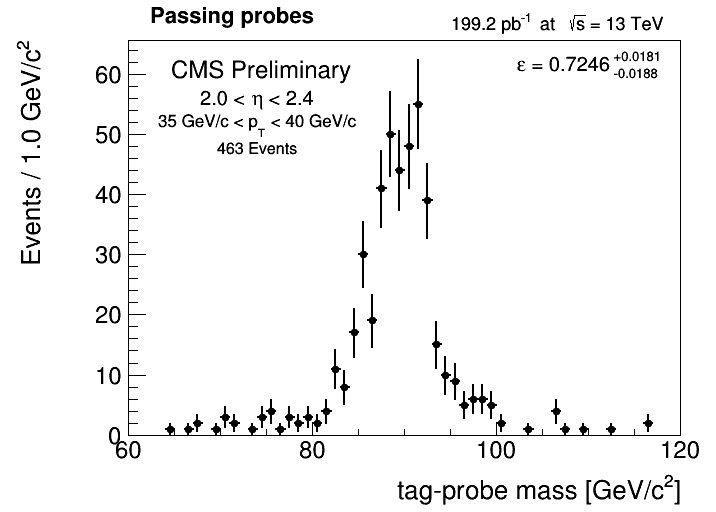 Passing probes
199.2 pb⁻¹ at √s = 13 TeV
CMS Preliminary
2.0 < η < 2.4
35 GeV/c < p_T < 40 GeV/c
463 Events
ε = 0.7246 +0.0181 -0.0188
Events / 1.0 GeV/c²
60
50
40
30
20
10
0
60 80 100 120
tag-probe mass [GeV/c²]